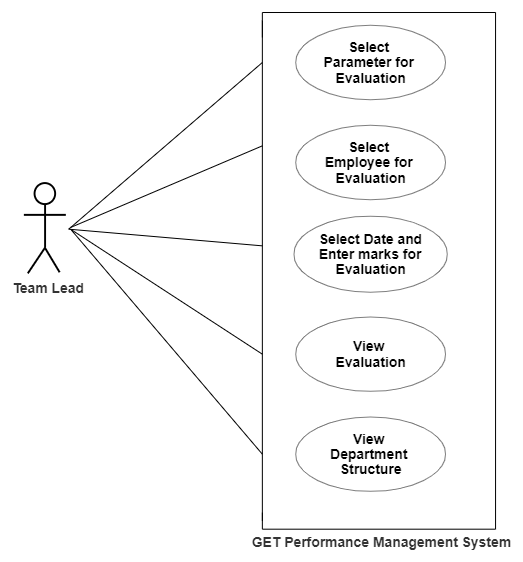 Select
Parameter for
Evaluation
Select
Employee for
Evaluation
Select Date and
Enter marks for
Evaluation
Team Lead
View
Evaluation
View
Department
Structure
GET Performance Management System